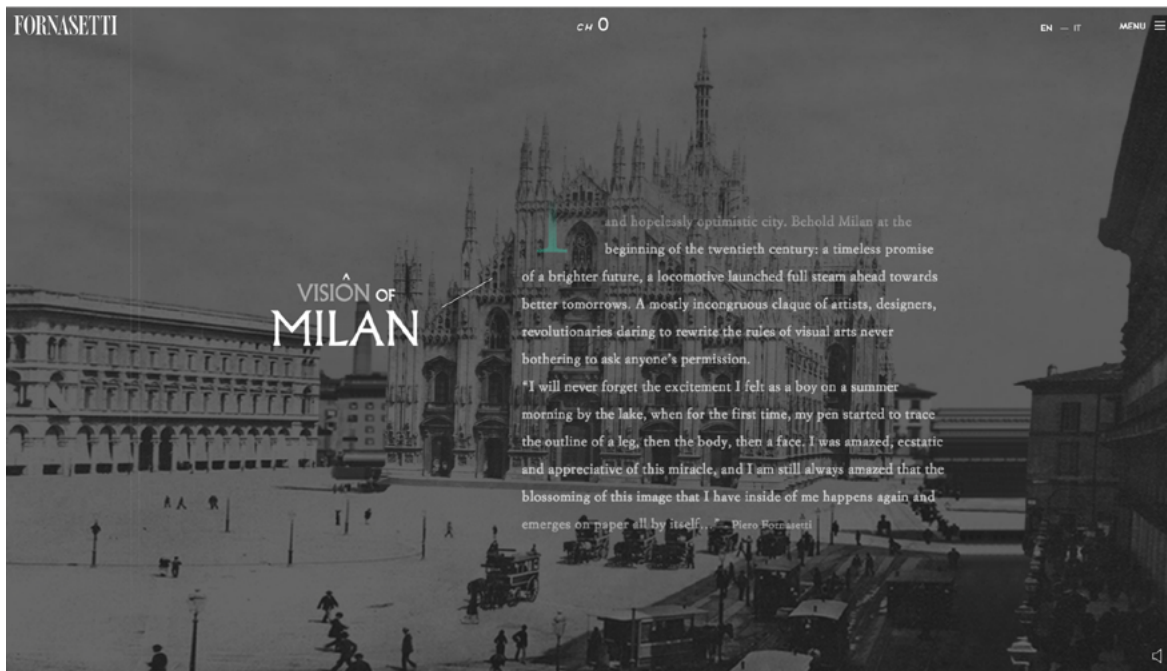 FORNASETTI
CH 0
EN — IT
MENU
VISION OF
MILAN
and hopelessly optimistic city. Behold Milan at the
beginning of the twentieth century: a timeless promise
of a brighter future, a locomotive launched full steam ahead towards
better tomorrows. A mostly incongruous claque of artists, designers,
revolutionaries daring to rewrite the rules of visual arts never
bothering to ask anyone's permission.
"I will never forget the excitement I felt as a boy on a summer
morning by the lake, when for the first time, my pen started to trace
the outline of a leg, then the body, then a face. I was amazed, ecstatic
and appreciative of this miracle, and I am still always amazed that the
blossoming of this image that I have inside of me happens again and
emerges on paper all by itself…" – Piero Fornasetti